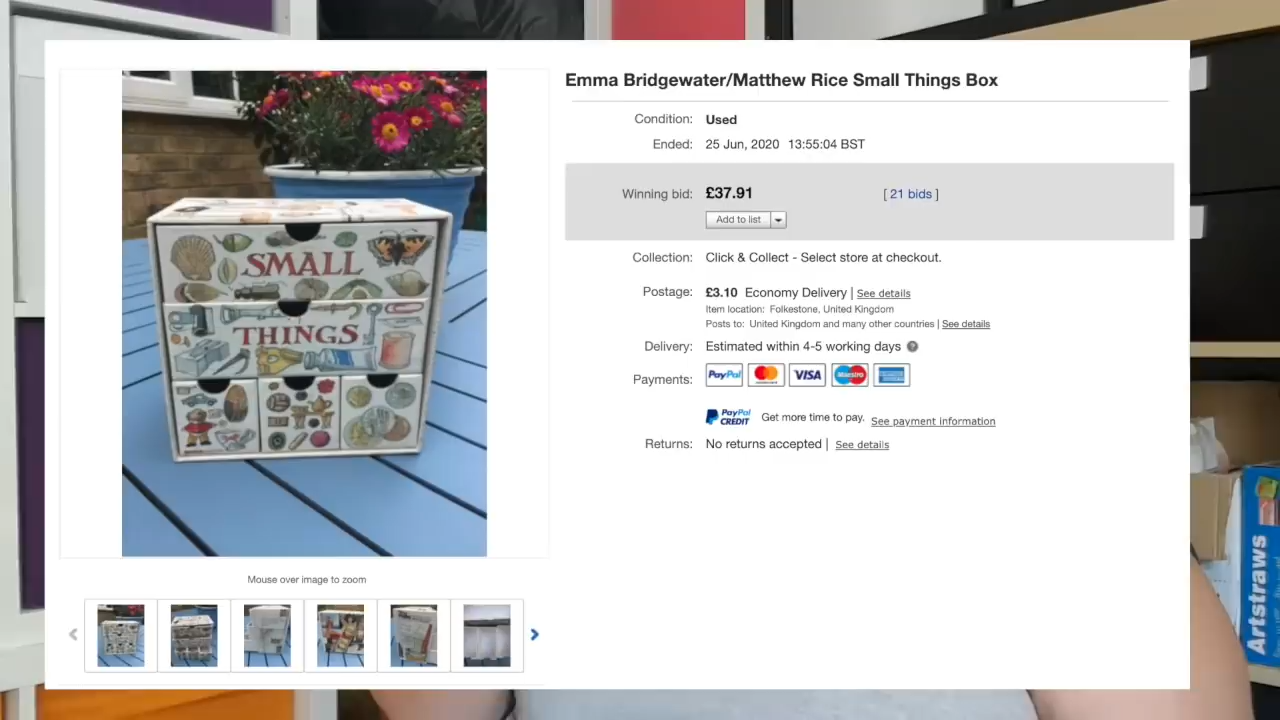 Emma Bridgewater/Matthew Rice Small Things Box
Condition: Used
Ended: 25 Jun, 2020 13:55:04 BST
Winning bid: £37.91 [ 21 bids ]
Add to list
Collection: Click & Collect - Select store at checkout.
Postage: £3.10 Economy Delivery | See details
Item location: Folkestone, United Kingdom
Posts to: United Kingdom and many other countries | See details
Delivery: Estimated within 4-5 working days ?
Payments: PayPal mastercard VISA Maestro
PayPal CREDIT Get more time to pay. See payment information
Returns: No returns accepted | See details
SMALL
THINGS
Mouse over image to zoom
Artstraws